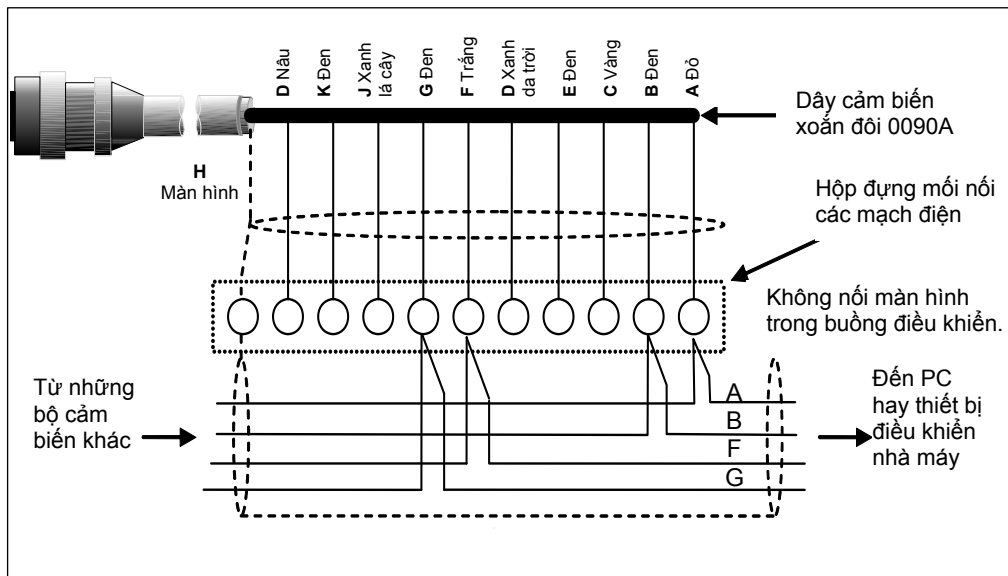 D Nâu
K Đen
J Xanh
lá cây
G Đen
F Trắng
D Xanh
da trời
E Đen
C Vàng
B Đen
A Đỏ
Dây cảm biến
xoắn đôi 0090A
H
Màn hình
Hộp đựng mối nối
các mạch điện
Không nối màn hình
trong buồng điều khiển.
Từ những
bộ cảm
biến khác
A
B
F
G
Đến PC
hay thiết bị
điều khiển
nhà máy